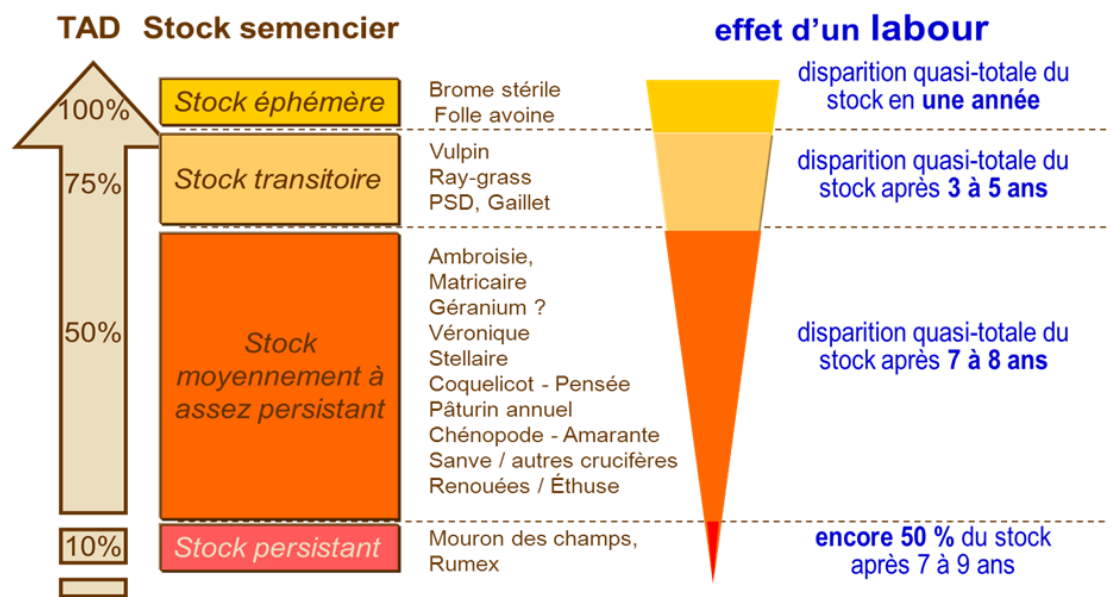 TAD Stock semencier
effet d'un labour
100%
Stock éphémère
Brome stérile
Folle avoine
disparition quasi-totale du
stock en une année
75%
Stock transitoire
Vulpin
Ray-grass
PSD, Gaillet
disparition quasi-totale du
stock après 3 à 5 ans
50%
Stock
moyennement à
assez persistant
Ambroisie,
Matricaire
Géranium ?
Véronique
Stellaire
Coquelicot - Pensée
Pâturin annuel
Chénopode - Amarante
Sanve / autres crucifères
Renouées / Éthuse
disparition quasi-totale du
stock après 7 à 8 ans
10%
Stock persistant
Mouron des champs,
Rumex
encore 50 % du stock
après 7 à 9 ans